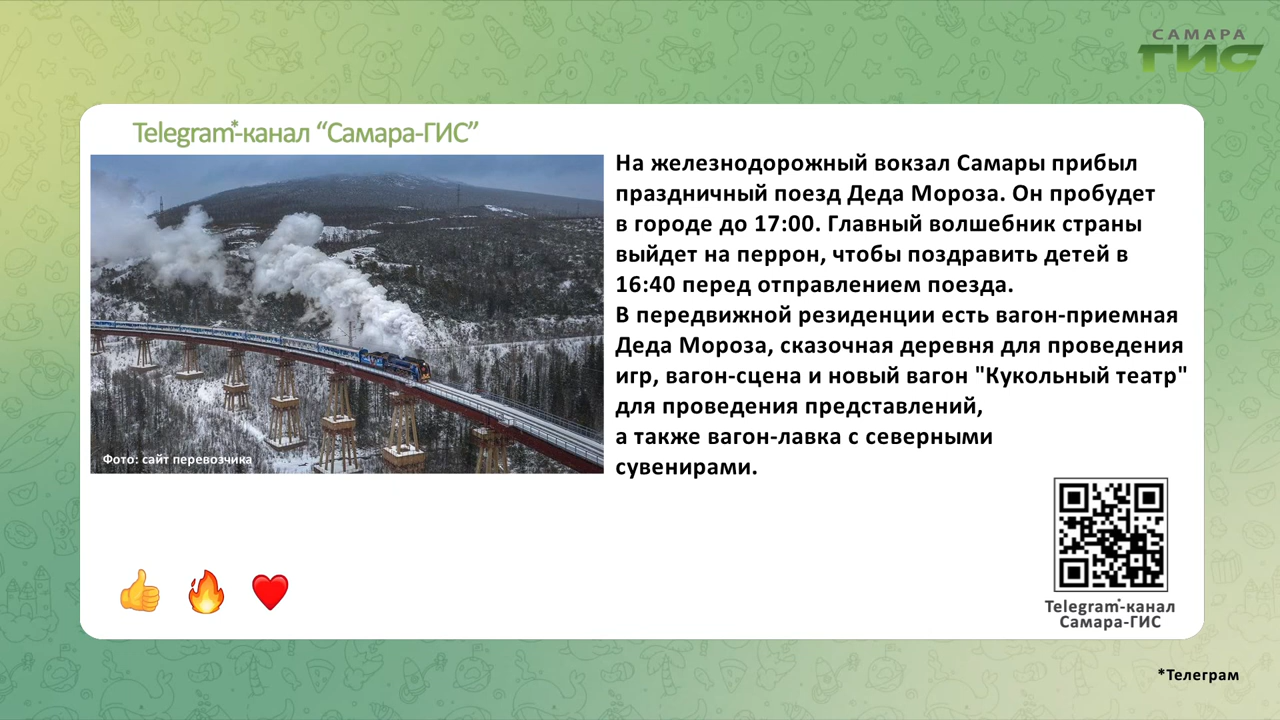 САМАРА
ГИС
Telegram*-канал “Самара-ГИС”
На железнодорожный вокзал Самары прибыл
праздничный поезд Деда Мороза. Он пробудет
в городе до 17:00. Главный волшебник страны
выйдет на перрон, чтобы поздравить детей в
16:40 перед отправлением поезда.
В передвижной резиденции есть вагон-приемная
Деда Мороза, сказочная деревня для проведения
игр, вагон-сцена и новый вагон "Кукольный театр"
для проведения представлений,
а также вагон-лавка с северными
сувенирами.
Фото: сайт перевозчика
Telegram*-канал
Самара-ГИС
*Телеграм